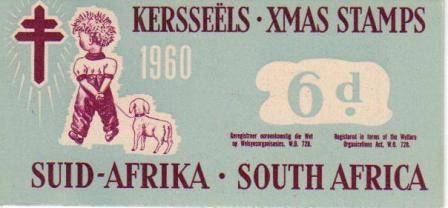 KERSSEËLS · XMAS STAMPS
1960
6d.
Geregistreer ooreenkomstig die Wet
op Welsynsorganisasies. W.O. 728.
Registered in terms of the Welfare
Organisations Act, W.O. 728.
SUID-AFRIKA · SOUTH AFRICA